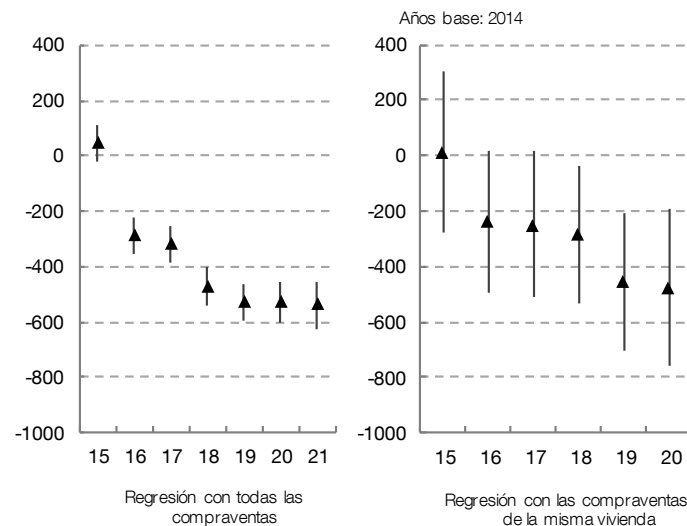 Años base: 2014
400
200
0
-200
-400
-600
-800
-1000
15 16 17 18 19 20 21
Regresión con todas las
compraventas
400
200
0
-200
-400
-600
-800
-1000
15 16 17 18 19 20
Regresión con las compraventas
de la misma vivienda